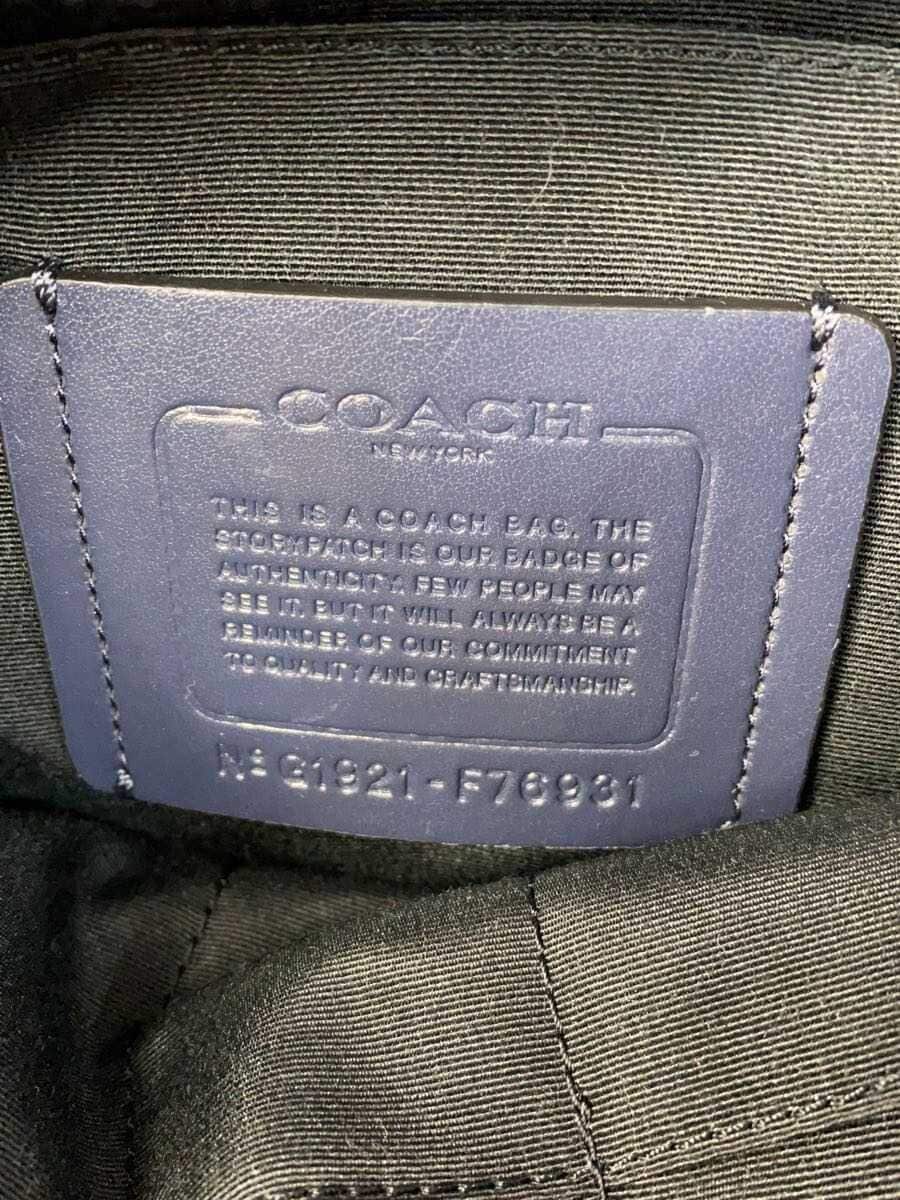 COACH
NEW YORK
THIS IS A COACH BAG. THE
STORYPATCH IS OUR BADGE OF
AUTHENTICITY. FEW PEOPLE MAY
SEE IT. BUT IT WILL ALWAYS BE A
REMINDER OF OUR COMMITMENT
TO QUALITY AND CRAFTSMANSHIP.
Nº G1921-F76931